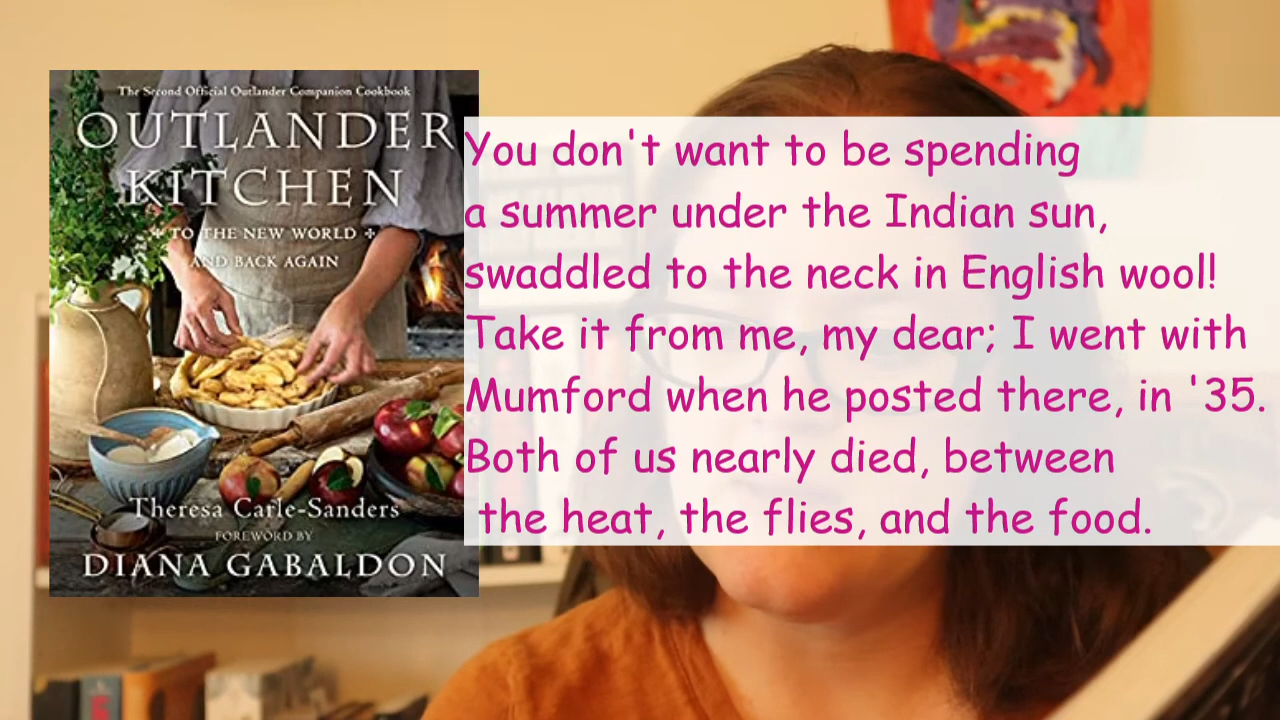 The Second Official Outlander Companion Cookbook
OUTLANDER
KITCHEN
TO THE NEW WORLD
AND BACK AGAIN
Theresa Carle-Sanders
FOREWORD BY
DIANA GABALDON
You don't want to be spending
a summer under the Indian sun,
swaddled to the neck in English wool!
Take it from me, my dear; I went with
Mumford when he posted there, in '35.
Both of us nearly died, between
the heat, the flies, and the food.